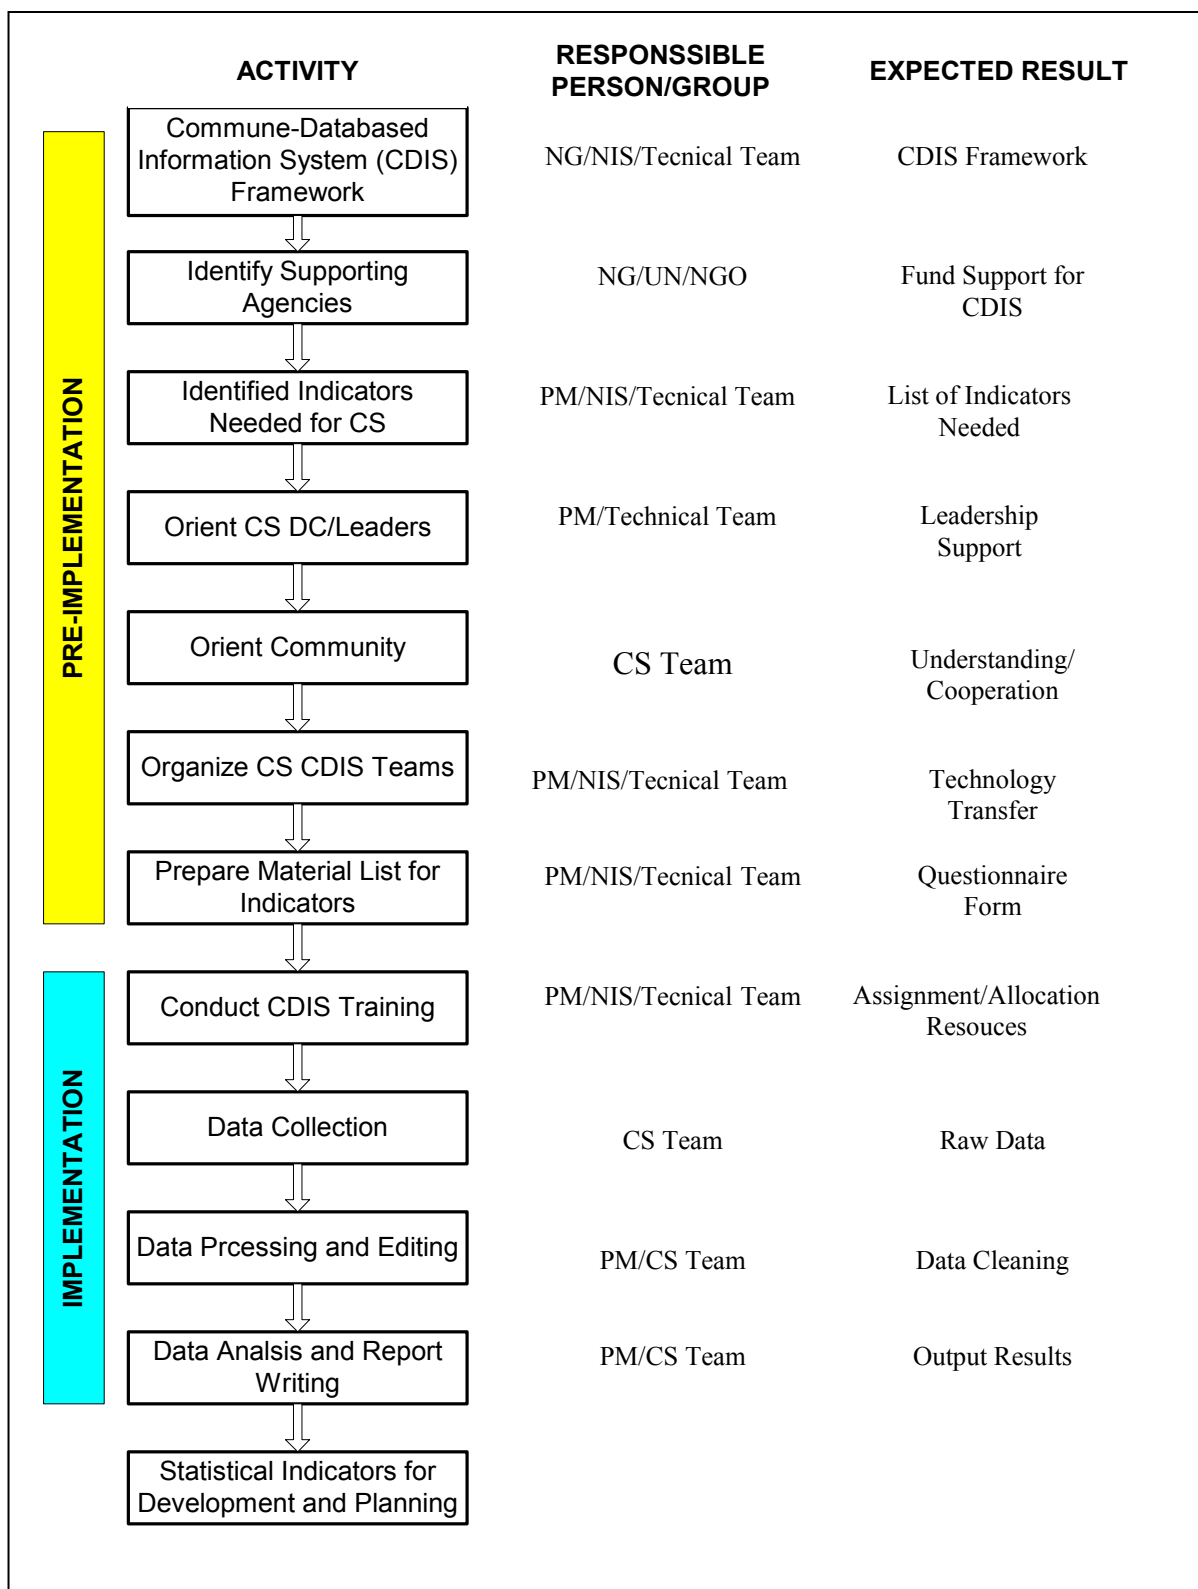 ACTIVITY
RESPONSSIBLE
PERSON/GROUP
EXPECTED RESULT
PRE-IMPLEMENTATION
Commune-Databased
Information System (CDIS)
Framework
NG/NIS/Tecnical Team
CDIS Framework
Identify Supporting
Agencies
NG/UN/NGO
Fund Support for
CDIS
Identified Indicators
Needed for CS
PM/NIS/Tecnical Team
List of Indicators
Needed
Orient CS DC/Leaders
PM/Technical Team
Leadership
Support
Orient Community
CS Team
Understanding/
Cooperation
Organize CS CDIS Teams
PM/NIS/Tecnical Team
Technology
Transfer
Prepare Material List for
Indicators
PM/NIS/Tecnical Team
Questionnaire
Form
IMPLEMENTATION
Conduct CDIS Training
PM/NIS/Tecnical Team
Assignment/Allocation
Resouces
Data Collection
CS Team
Raw Data
Data Prcessing and Editing
PM/CS Team
Data Cleaning
Data Analsis and Report
Writing
PM/CS Team
Output Results
Statistical Indicators for
Development and Planning